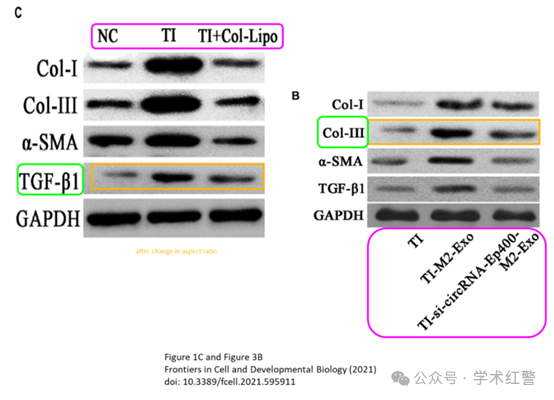 C
NC TI TI+Col-Lipo
Col-I
Col-III
α-SMA
TGF-β1
GAPDH
after change in aspect ratio
B
Col-I
Col-III
α-SMA
TGF-β1
GAPDH
TI
TI-M2-Exo
TI-si-circRNA-Ep400-
M2-Exo
Figure 1C and Figure 3B
Frontiers in Cell and Developmental Biology (2021)
doi: 10.3389/fcell.2021.595911
公众号 · 学术红警